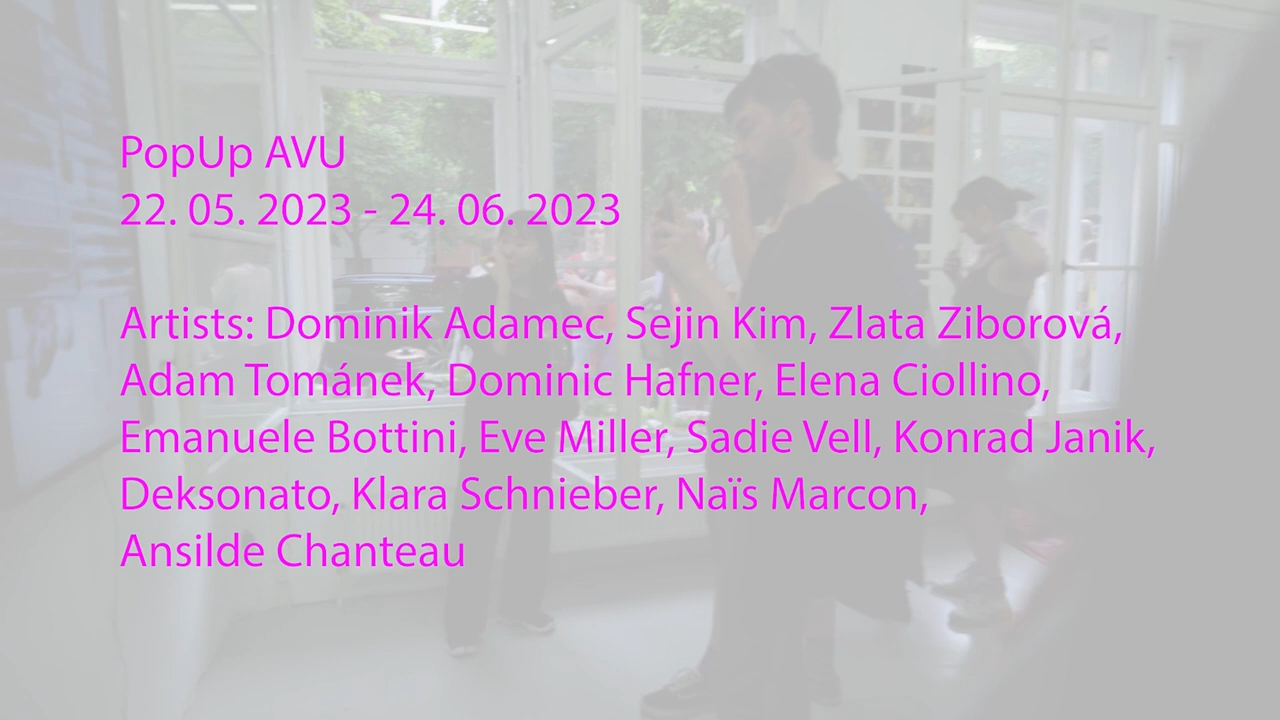 PopUp AVU
22. 05. 2023 - 24. 06. 2023
Artists: Dominik Adamec, Sejin Kim, Zlata Ziborová,
Adam Tománek, Dominic Hafner, Elena Ciollino,
Emanuele Bottini, Eve Miller, Sadie Vell, Konrad Janik,
Deksonato, Klara Schnieber, Naïs Marcon,
Ansilde Chanteau